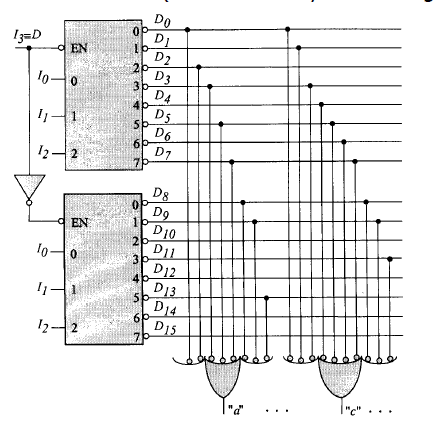 I3=D
EN
I0
0
I1
1
I2
2
0
1
2
3
4
5
6
7
D0
D1
D2
D3
D4
D5
D6
D7
EN
I0
0
I1
1
I2
2
0
1
2
3
4
5
6
7
D8
D9
D10
D11
D12
D13
D14
D15
"a" . . .
"c" . . .